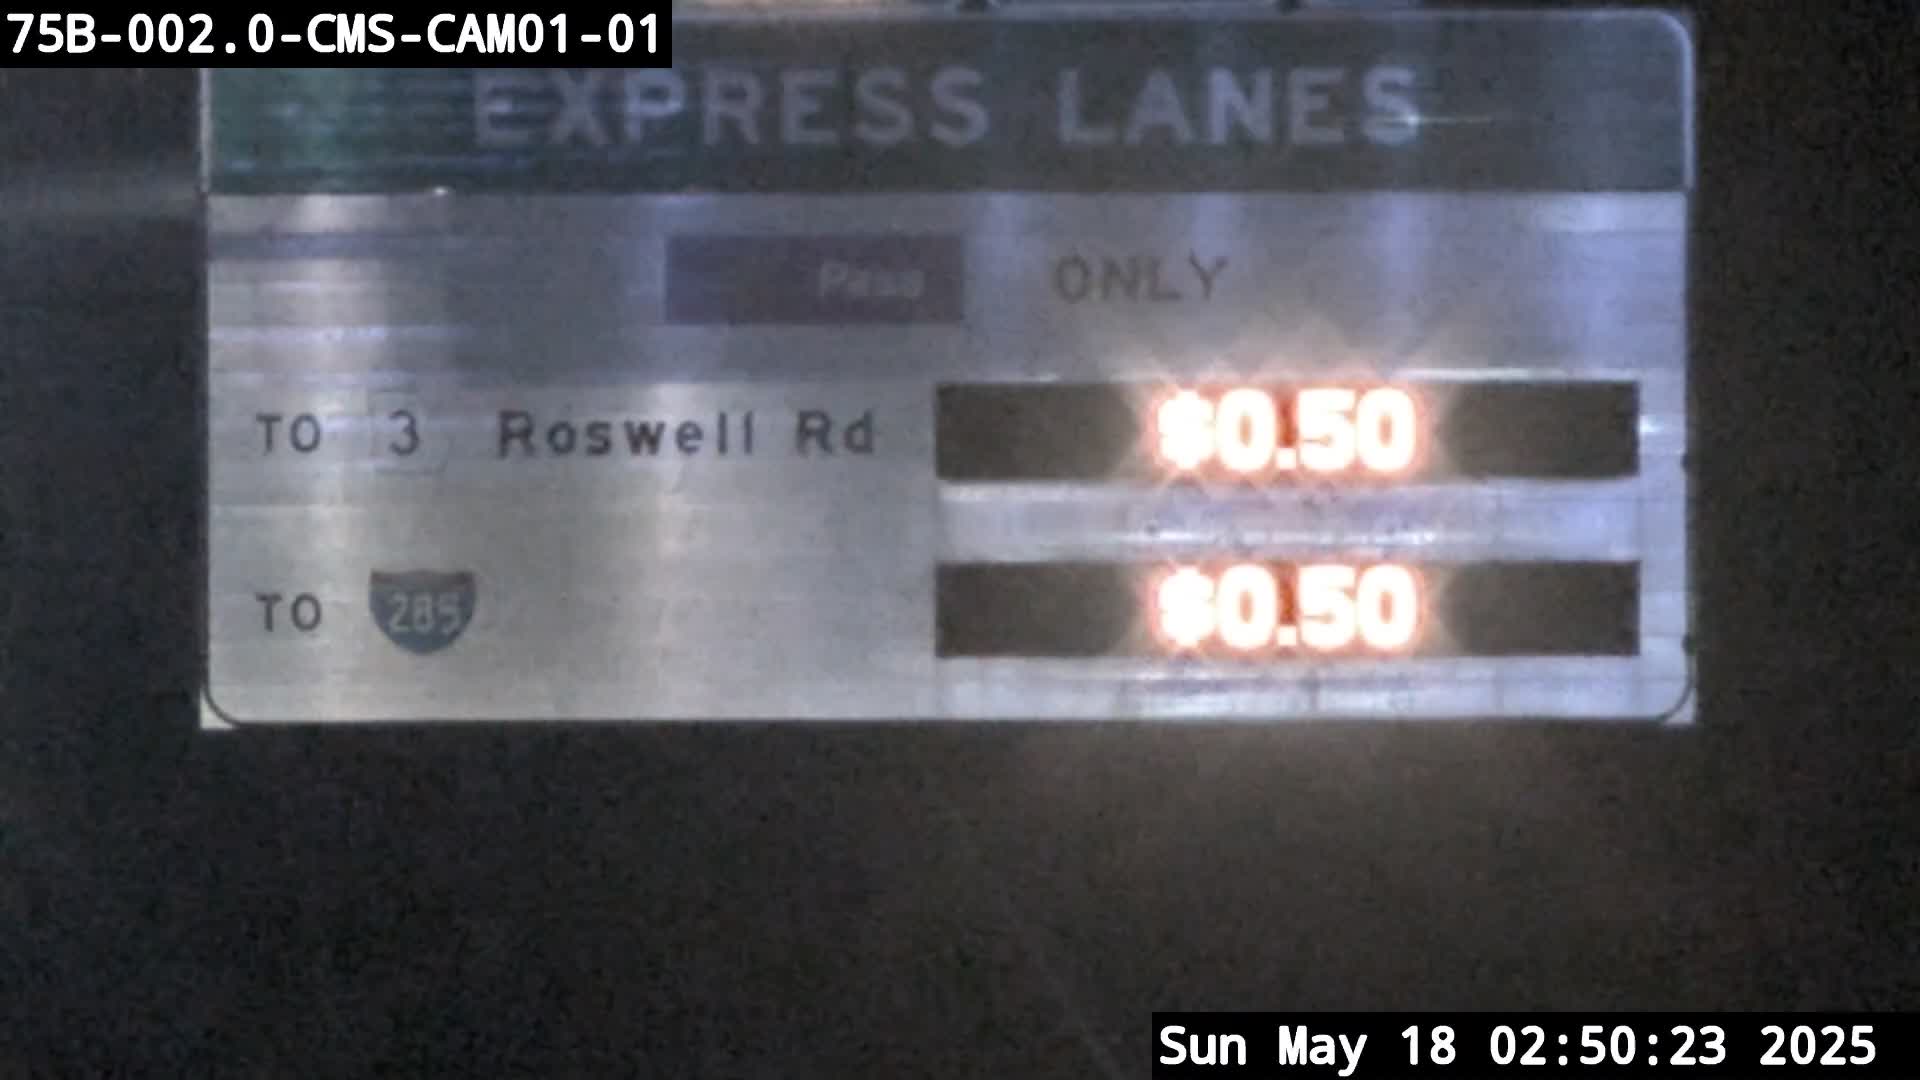 75B-002.0-CMS-CAM01-01
EXPRESS LANES
Pass ONLY
TO 3 Roswell Rd $0.50
TO 285 $0.50
Sun May 18 02:50:23 2025